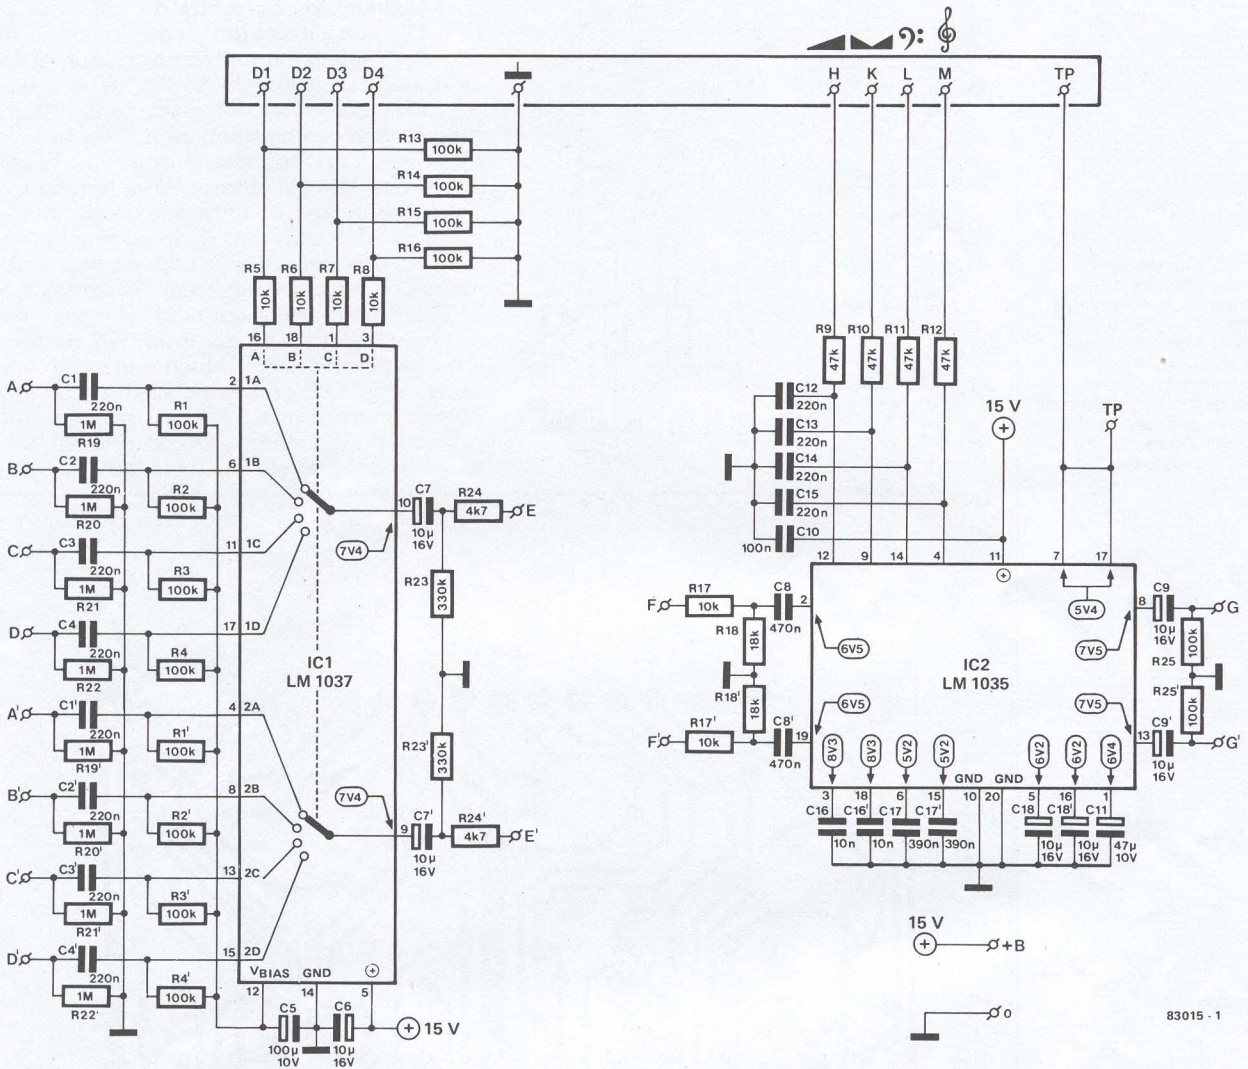 D1 D2 D3 D4 H K L M TP
R13
100k
R14
100k
R15
100k
R16
100k
R5 R6 R7 R8
10k 10k 10k 10k
16 18 1 3
A B C D
R9 R10 R11 R12
47k 47k 47k 47k
C12
220n
C13
220n
C14
220n
C15
220n
C10
100n
15 V
TP
12 9 14 4 11 7 17
A C1 220n 1M R19 R1 100k 2 1A
B C2 220n 1M R20 R2 100k 6 1B
C C3 220n 1M R21 R3 100k 11 1C
D C4 220n 1M R22 R4 100k 17 1D
A' C1' 220n 1M R19' R1' 100k 4 2A
B' C2' 220n 1M R20' R2' 100k 8 2B
C' C3' 220n 1M R21' R3' 100k 13 2C
D' C4' 220n 1M R22' R4' 100k 15 2D
IC1
LM 1037
10 C7 10µ 16V R24 4k7 E
7V4
R23 330k
R23' 330k
7V4
9 C7' 10µ 16V R24' 4k7 E'
VBIAS GND
12 14 5
C5 C6
100µ 10V 10µ 16V
15 V
F R17 10k C8 470n 2
R18 18k
R18' 18k
F' R17' 10k C8' 470n 19
6V5
6V5
5V4
7V5
7V5
IC2
LM 1035
8 C9 10µ 16V G
R25 100k
R25' 100k
13 C9' 10µ 16V G'
8V3 8V3 5V2 5V2 GND GND 6V2 6V2 6V4
3 18 6 15 10 20 5 16 1
C16 C16' C17 C17' C18 C18' C11
10n 10n 390n 390n 10µ 16V 10µ 16V 47µ 10V
15 V
+B
o
83015 - 1